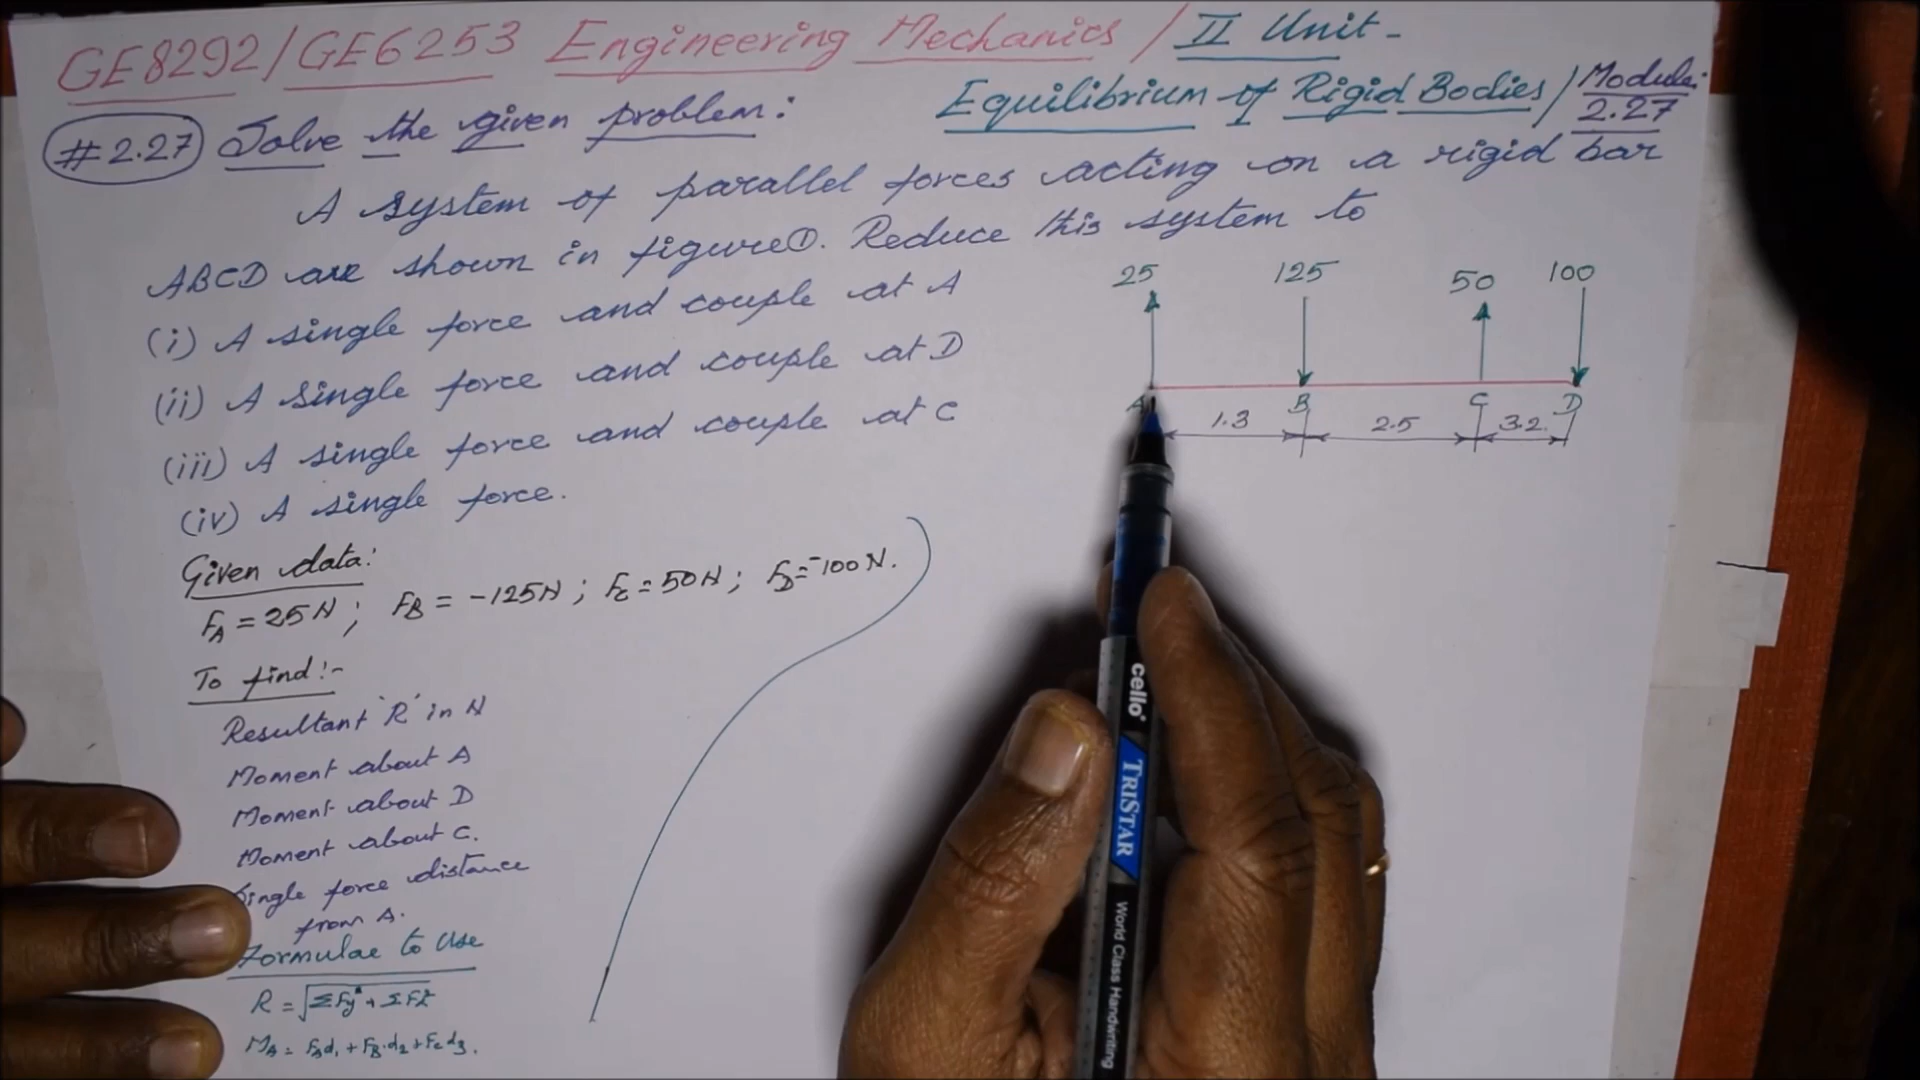 GE8292/GE6253 Engineering Mechanics / II Unit -
Equilibrium of Rigid Bodies / Module: 2.27
#2.27 Solve the given problem:
A system of parallel forces acting on a rigid bar
ABCD are shown in figure①. Reduce this system to
(i) A single force and couple at A
(ii) A single force and couple at D
(iii) A single force and couple at C
(iv) A single force.
25 125 50 100
A B C D
1.3 2.5 3.2
Given data:
FA = 25N; FB = -125N; FC = 50N; FD = -100N.
To find:-
Resultant 'R' in N
Moment about A
Moment about D
Moment about C.
Single force distance
from A.
Formulae to Use
R = √ΣFy² + ΣFx²
MA = FA d1 + FB.d2 + FC d3.
cello
TRISTAR
World Class Handwriting